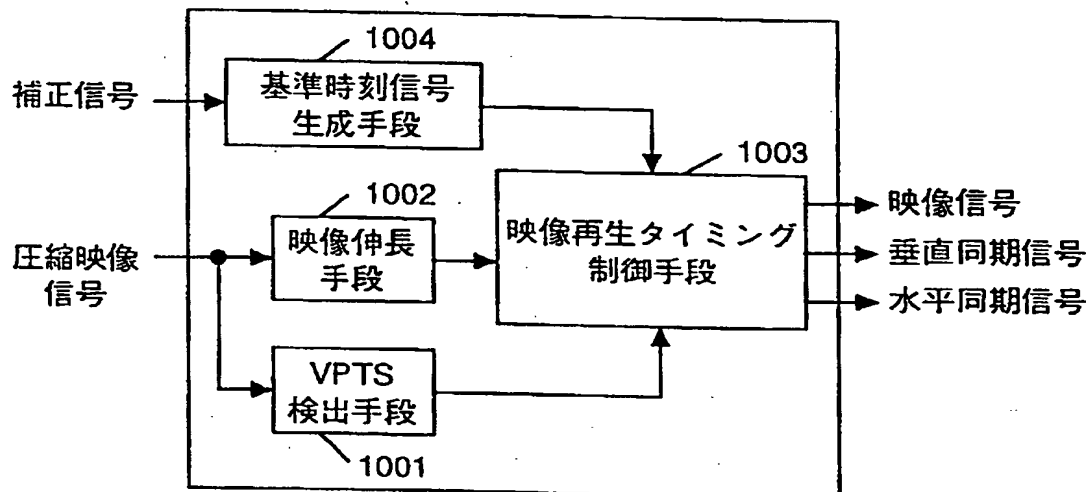 1004
補正信号
基準時刻信号
生成手段
1003
1002
圧縮映像
信号
映像伸長
手段
映像再生タイミング
制御手段
映像信号
垂直同期信号
水平同期信号
VPTS
検出手段
1001